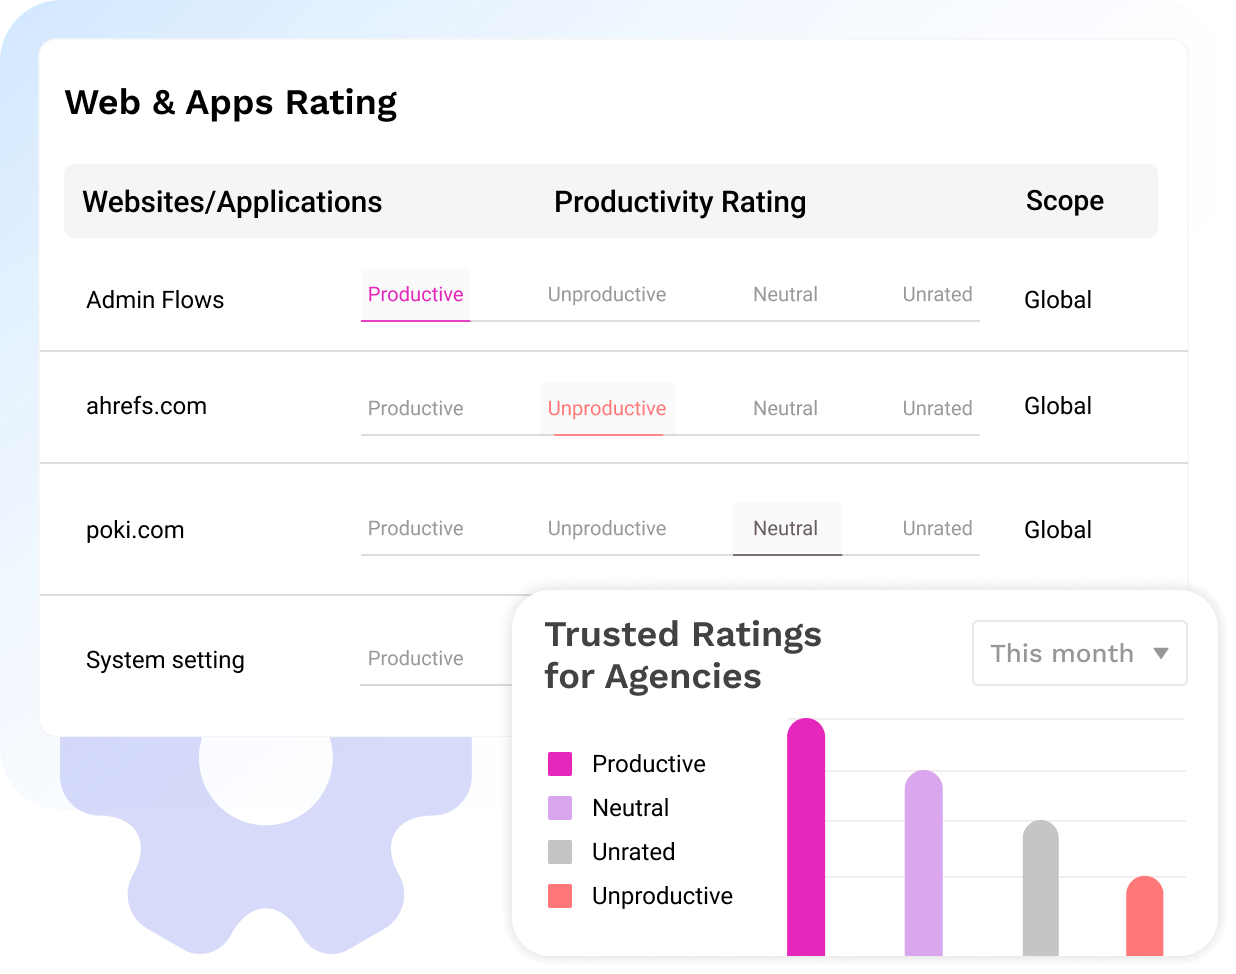 Web & Apps Rating
Websites/Applications Productivity Rating Scope
Admin Flows Productive Unproductive Neutral Unrated Global
ahrefs.com Productive Unproductive Neutral Unrated Global
poki.com Productive Unproductive Neutral Unrated Global
System setting Productive
Trusted Ratings
for Agencies
This month
Productive
Neutral
Unrated
Unproductive